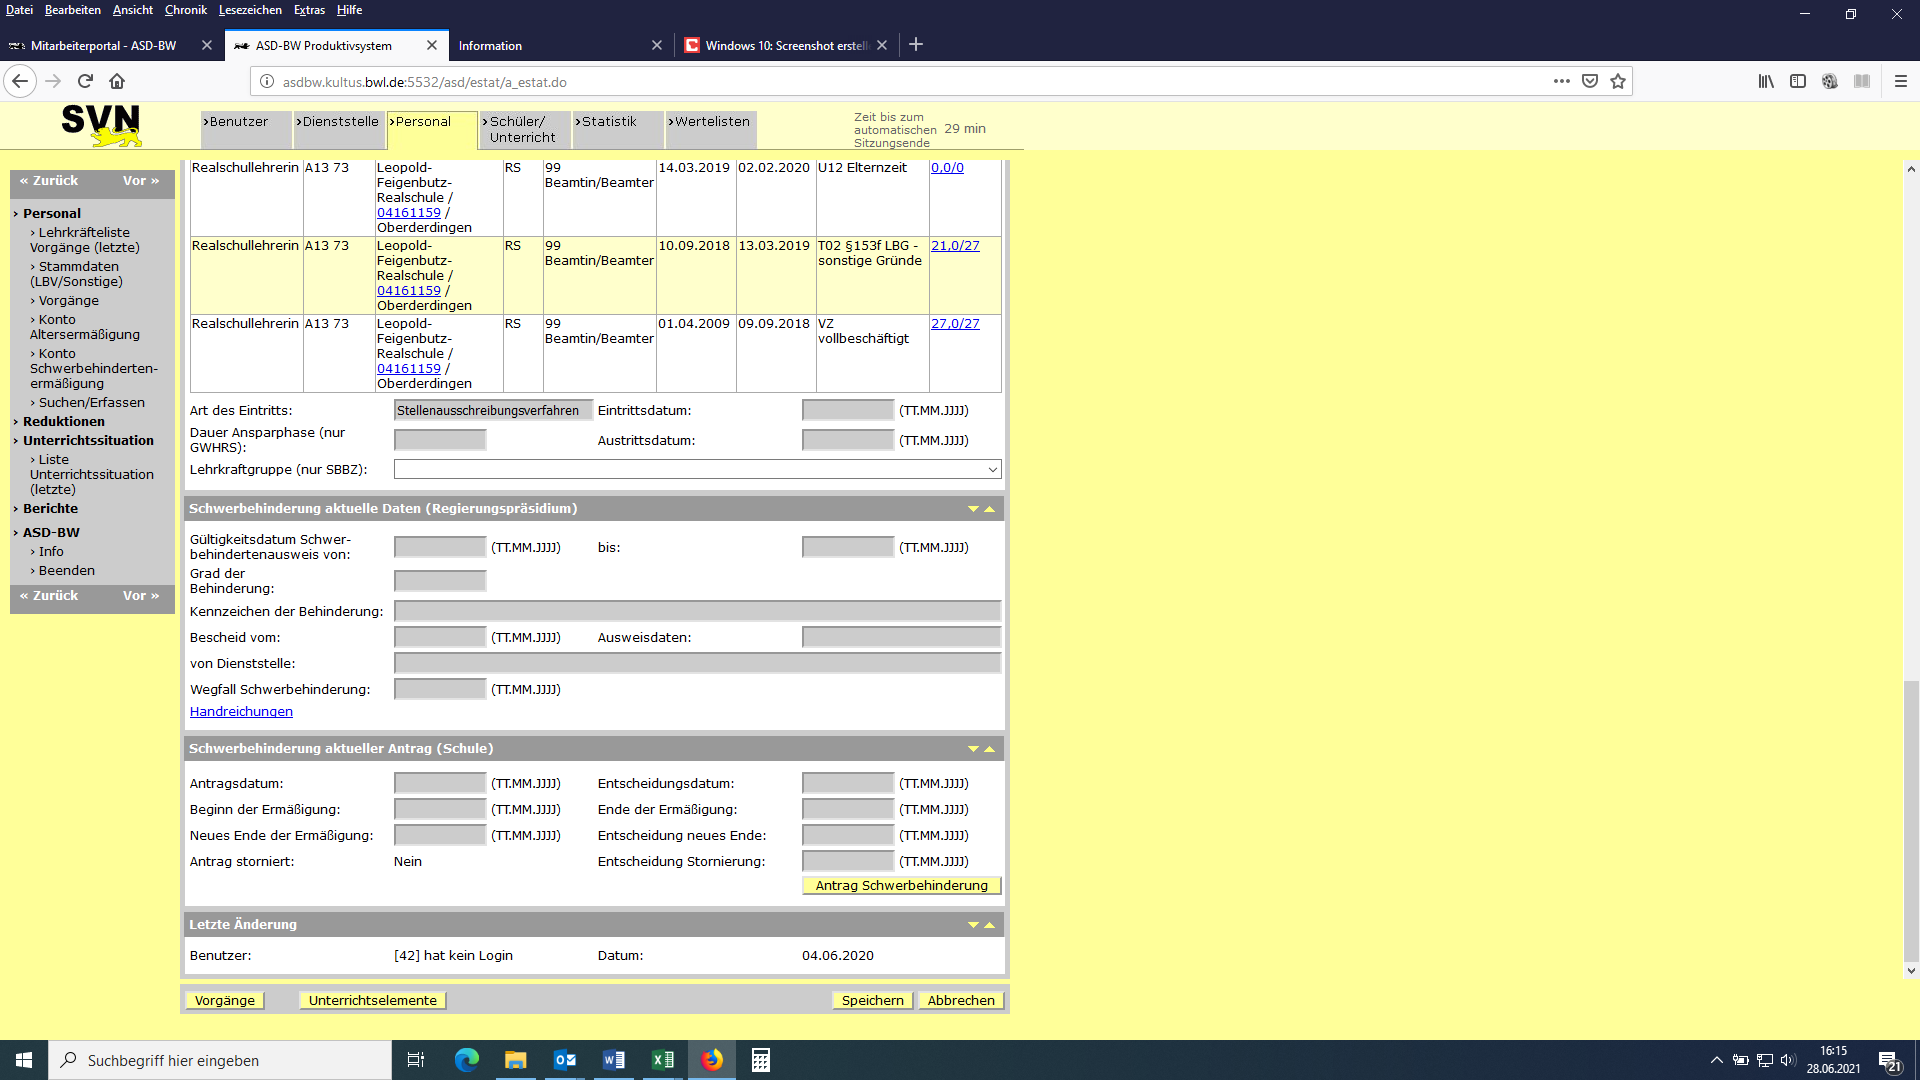 Datei Bearbeiten Ansicht Chronik Lesezeichen Extras Hilfe
Mitarbeiterportal - ASD-BW
ASD-BW Produktivsystem
Information
Windows 10: Screenshot erstell
asdbw.kultus.bwl.de:5532/asd/estat/a_estat.do
SVN
›Benutzer
›Dienststelle
›Personal
›Schüler/
Unterricht
›Statistik
›Wertelisten
Zeit bis zum
automatischen
Sitzungsende
29 min
« Zurück Vor »
› Personal
› Lehrkräfteliste
Vorgänge (letzte)
› Stammdaten
(LBV/Sonstige)
› Vorgänge
› Konto
Altersermäßigung
› Konto
Schwerbehinderten-
ermäßigung
› Suchen/Erfassen
› Reduktionen
› Unterrichtssituation
› Liste
Unterrichtssituation
(letzte)
› Berichte
› ASD-BW
› Info
› Beenden
« Zurück Vor »
Realschullehrerin A13 73 Leopold- RS 99 14.03.2019 02.02.2020 U12 Elternzeit 0,0/0
Feigenbutz- Beamtin/Beamter
Realschule /
04161159 /
Oberderdingen
Realschullehrerin A13 73 Leopold- RS 99 10.09.2018 13.03.2019 T02 §153f LBG - 21,0/27
Feigenbutz- Beamtin/Beamter sonstige Gründe
Realschule /
04161159 /
Oberderdingen
Realschullehrerin A13 73 Leopold- RS 99 01.04.2009 09.09.2018 VZ 27,0/27
Feigenbutz- Beamtin/Beamter vollbeschäftigt
Realschule /
04161159 /
Oberderdingen
Art des Eintritts: Stellenausschreibungsverfahren Eintrittsdatum: (TT.MM.JJJJ)
Dauer Ansparphase (nur
GWHRS): Austrittsdatum: (TT.MM.JJJJ)
Lehrkraftgruppe (nur SBBZ):
Schwerbehinderung aktuelle Daten (Regierungspräsidium)
Gültigkeitsdatum Schwer-
behindertenausweis von: (TT.MM.JJJJ) bis: (TT.MM.JJJJ)
Grad der
Behinderung:
Kennzeichen der Behinderung:
Bescheid vom: (TT.MM.JJJJ) Ausweisdaten:
von Dienststelle:
Wegfall Schwerbehinderung: (TT.MM.JJJJ)
Handreichungen
Schwerbehinderung aktueller Antrag (Schule)
Antragsdatum: (TT.MM.JJJJ) Entscheidungsdatum: (TT.MM.JJJJ)
Beginn der Ermäßigung: (TT.MM.JJJJ) Ende der Ermäßigung: (TT.MM.JJJJ)
Neues Ende der Ermäßigung: (TT.MM.JJJJ) Entscheidung neues Ende: (TT.MM.JJJJ)
Antrag storniert: Nein Entscheidung Stornierung: (TT.MM.JJJJ)
Antrag Schwerbehinderung
Letzte Änderung
Benutzer: [42] hat kein Login Datum: 04.06.2020
Vorgänge Unterrichtselemente Speichern Abbrechen
Suchbegriff hier eingeben
16:15
28.06.2021
21